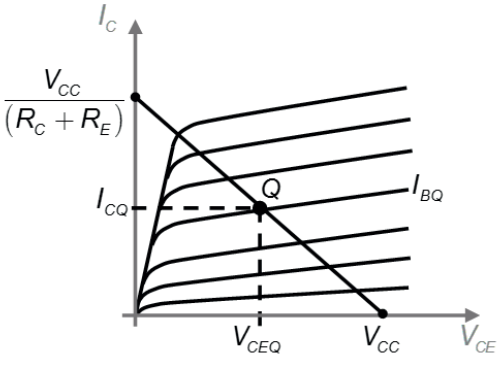 I_C
V_CC
(R_C + R_E)
I_CQ
Q
I_BQ
V_CEQ
V_CC
V_CE